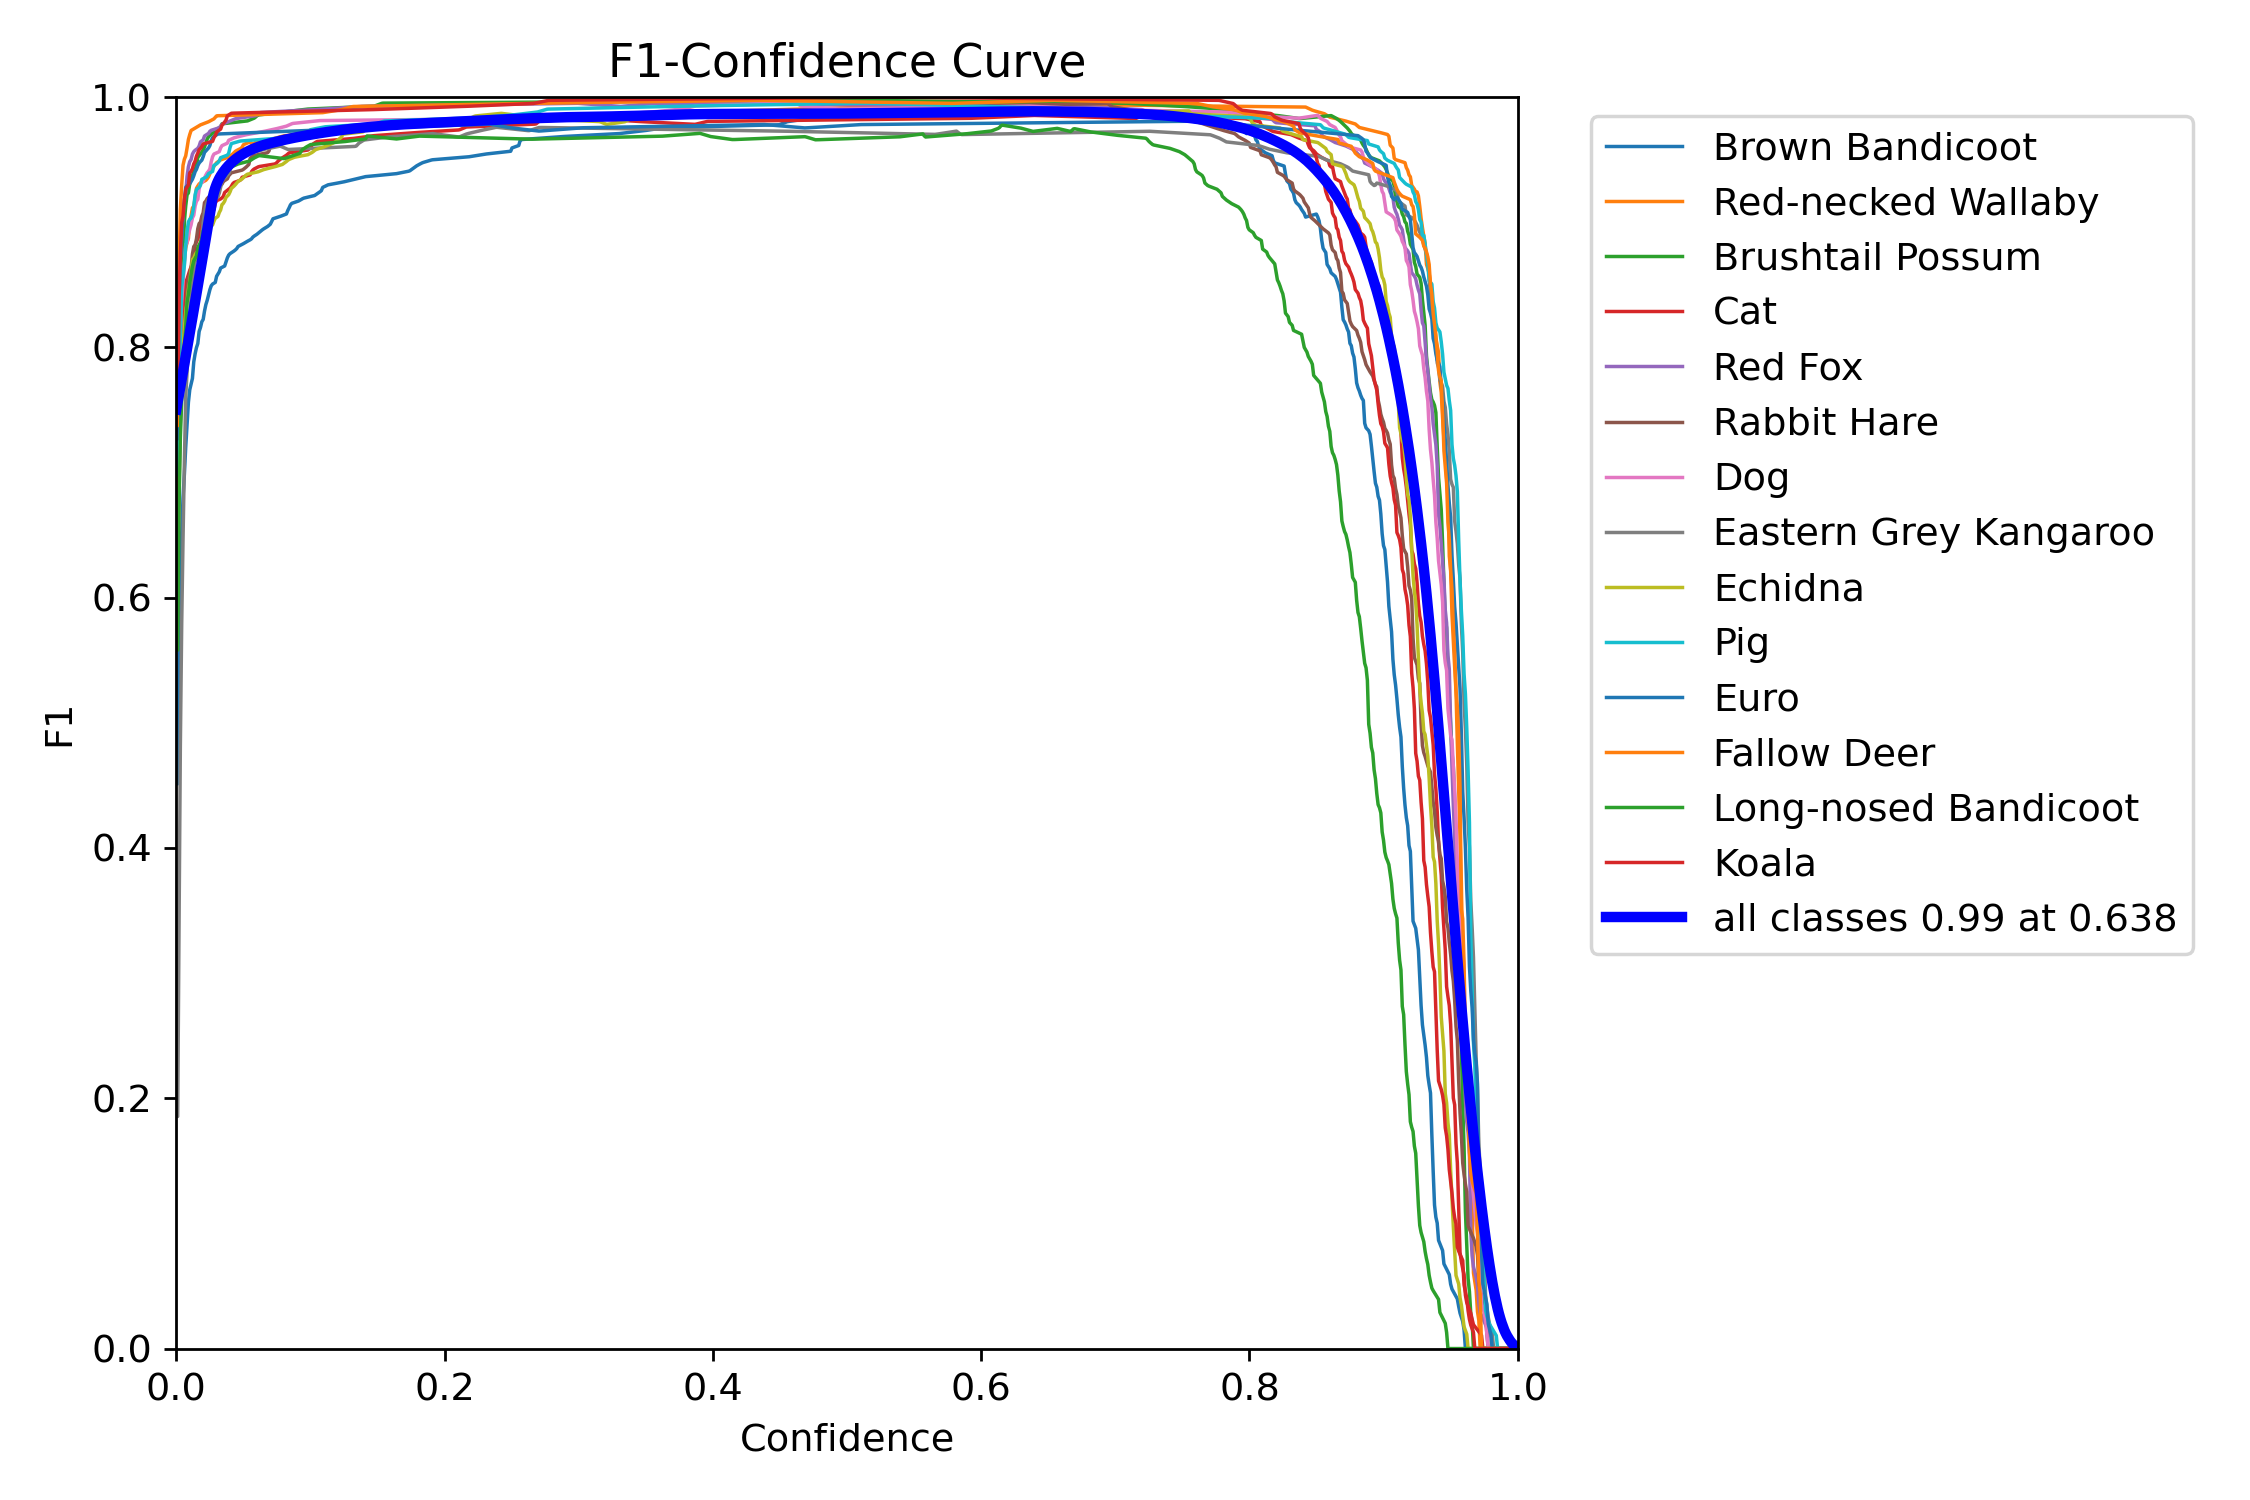 F1-Confidence Curve
1.0
0.8
0.6
0.4
0.2
0.0
F1
0.0 0.2 0.4 0.6 0.8 1.0
Confidence
Brown Bandicoot
Red-necked Wallaby
Brushtail Possum
Cat
Red Fox
Rabbit Hare
Dog
Eastern Grey Kangaroo
Echidna
Pig
Euro
Fallow Deer
Long-nosed Bandicoot
Koala
all classes 0.99 at 0.638